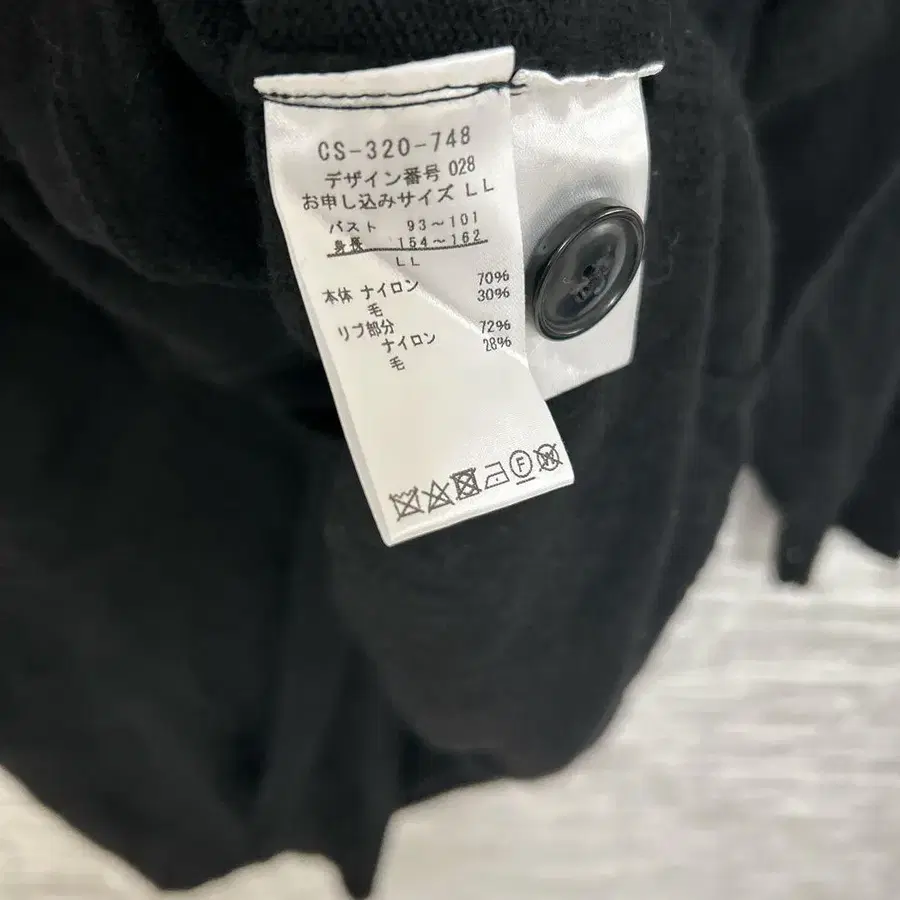 CS-320-748
デザイン番号 028
お申し込みサイズ LL
バスト 93～101
身長 154～162
LL
本体 ナイロン 70%
毛 30%
リブ部分
ナイロン 72%
毛 28%
F
W